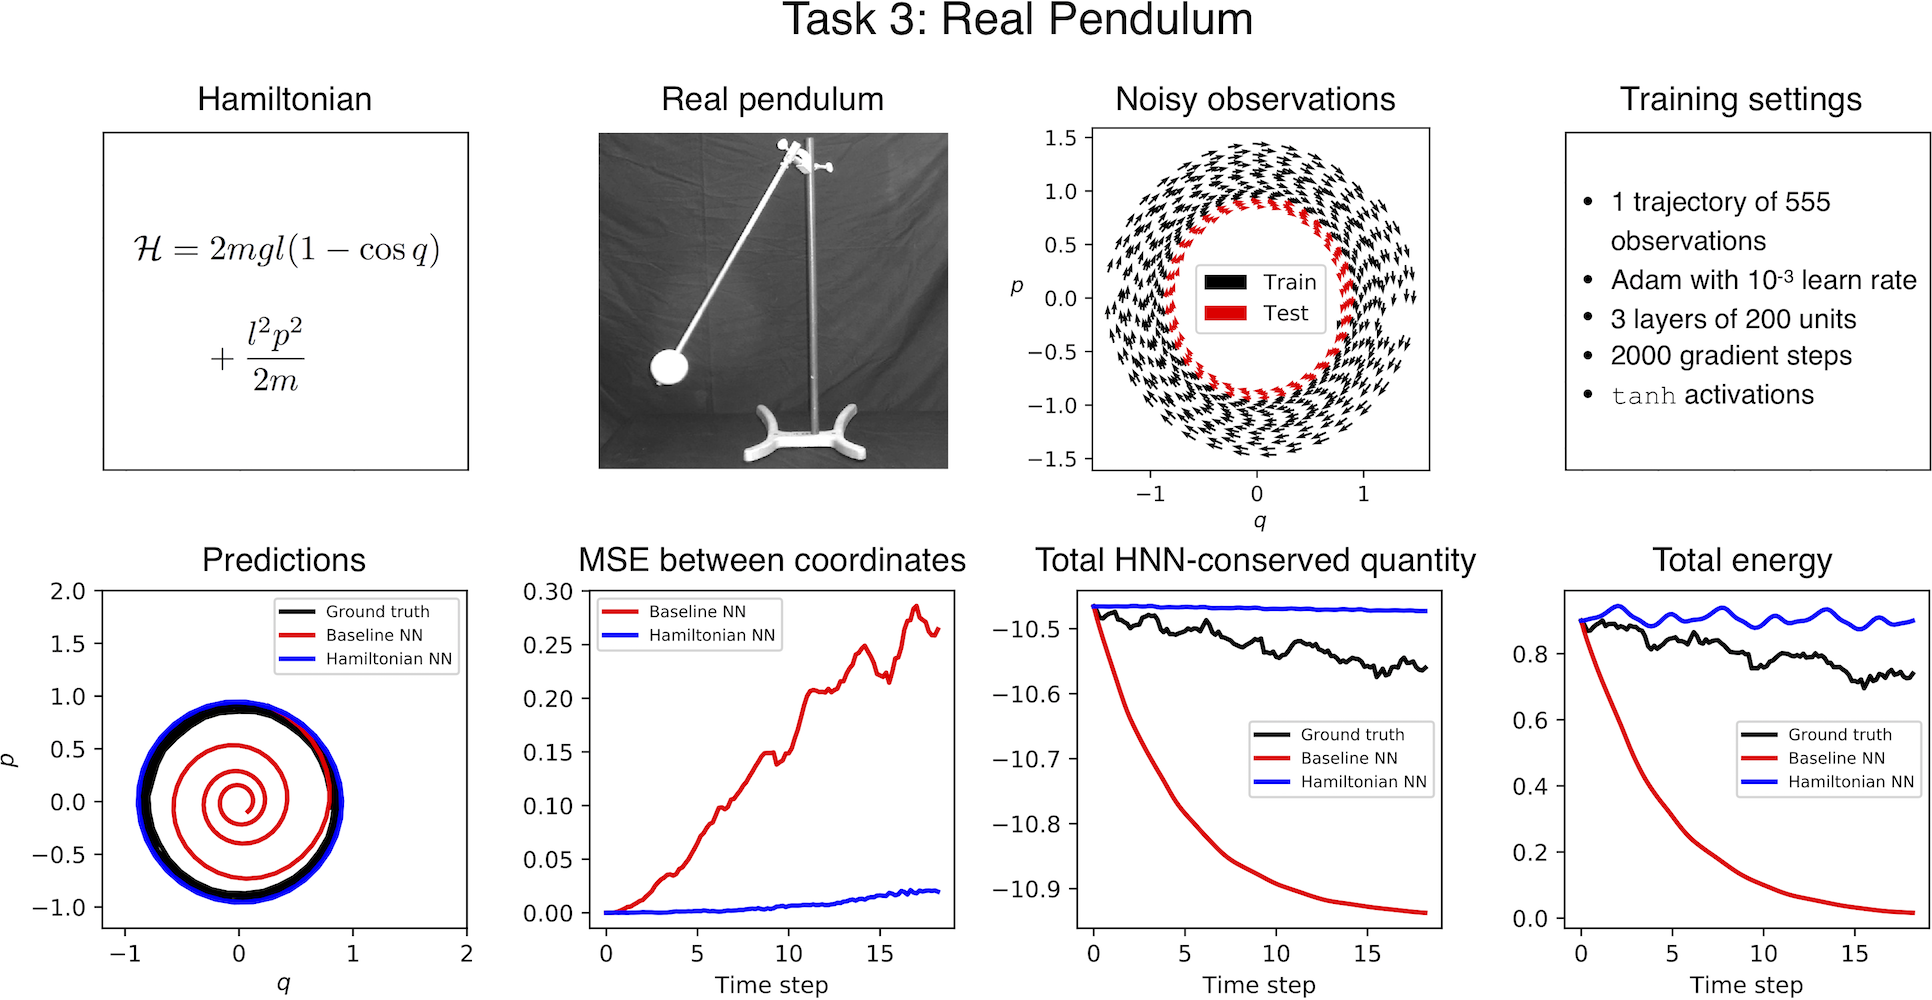 Task 3: Real Pendulum
Hamiltonian
ℋ = 2mgl(1 − cos q)
+ l²p² / 2m
Real pendulum
Noisy observations
1.5
1.0
0.5
0.0
−0.5
−1.0
−1.5
p
Train
Test
−1 0 1
q
Training settings
• 1 trajectory of 555
observations
• Adam with 10⁻³ learn rate
• 3 layers of 200 units
• 2000 gradient steps
• tanh activations
Predictions
2.0
1.5
1.0
0.5
0.0
−0.5
−1.0
p
Ground truth
Baseline NN
Hamiltonian NN
−1 0 1 2
q
MSE between coordinates
0.30
0.25
0.20
0.15
0.10
0.05
0.00
Baseline NN
Hamiltonian NN
0 5 10 15
Time step
Total HNN-conserved quantity
−10.5
−10.6
−10.7
−10.8
−10.9
Ground truth
Baseline NN
Hamiltonian NN
0 5 10 15
Time step
Total energy
0.8
0.6
0.4
0.2
0.0
Ground truth
Baseline NN
Hamiltonian NN
0 5 10 15
Time step